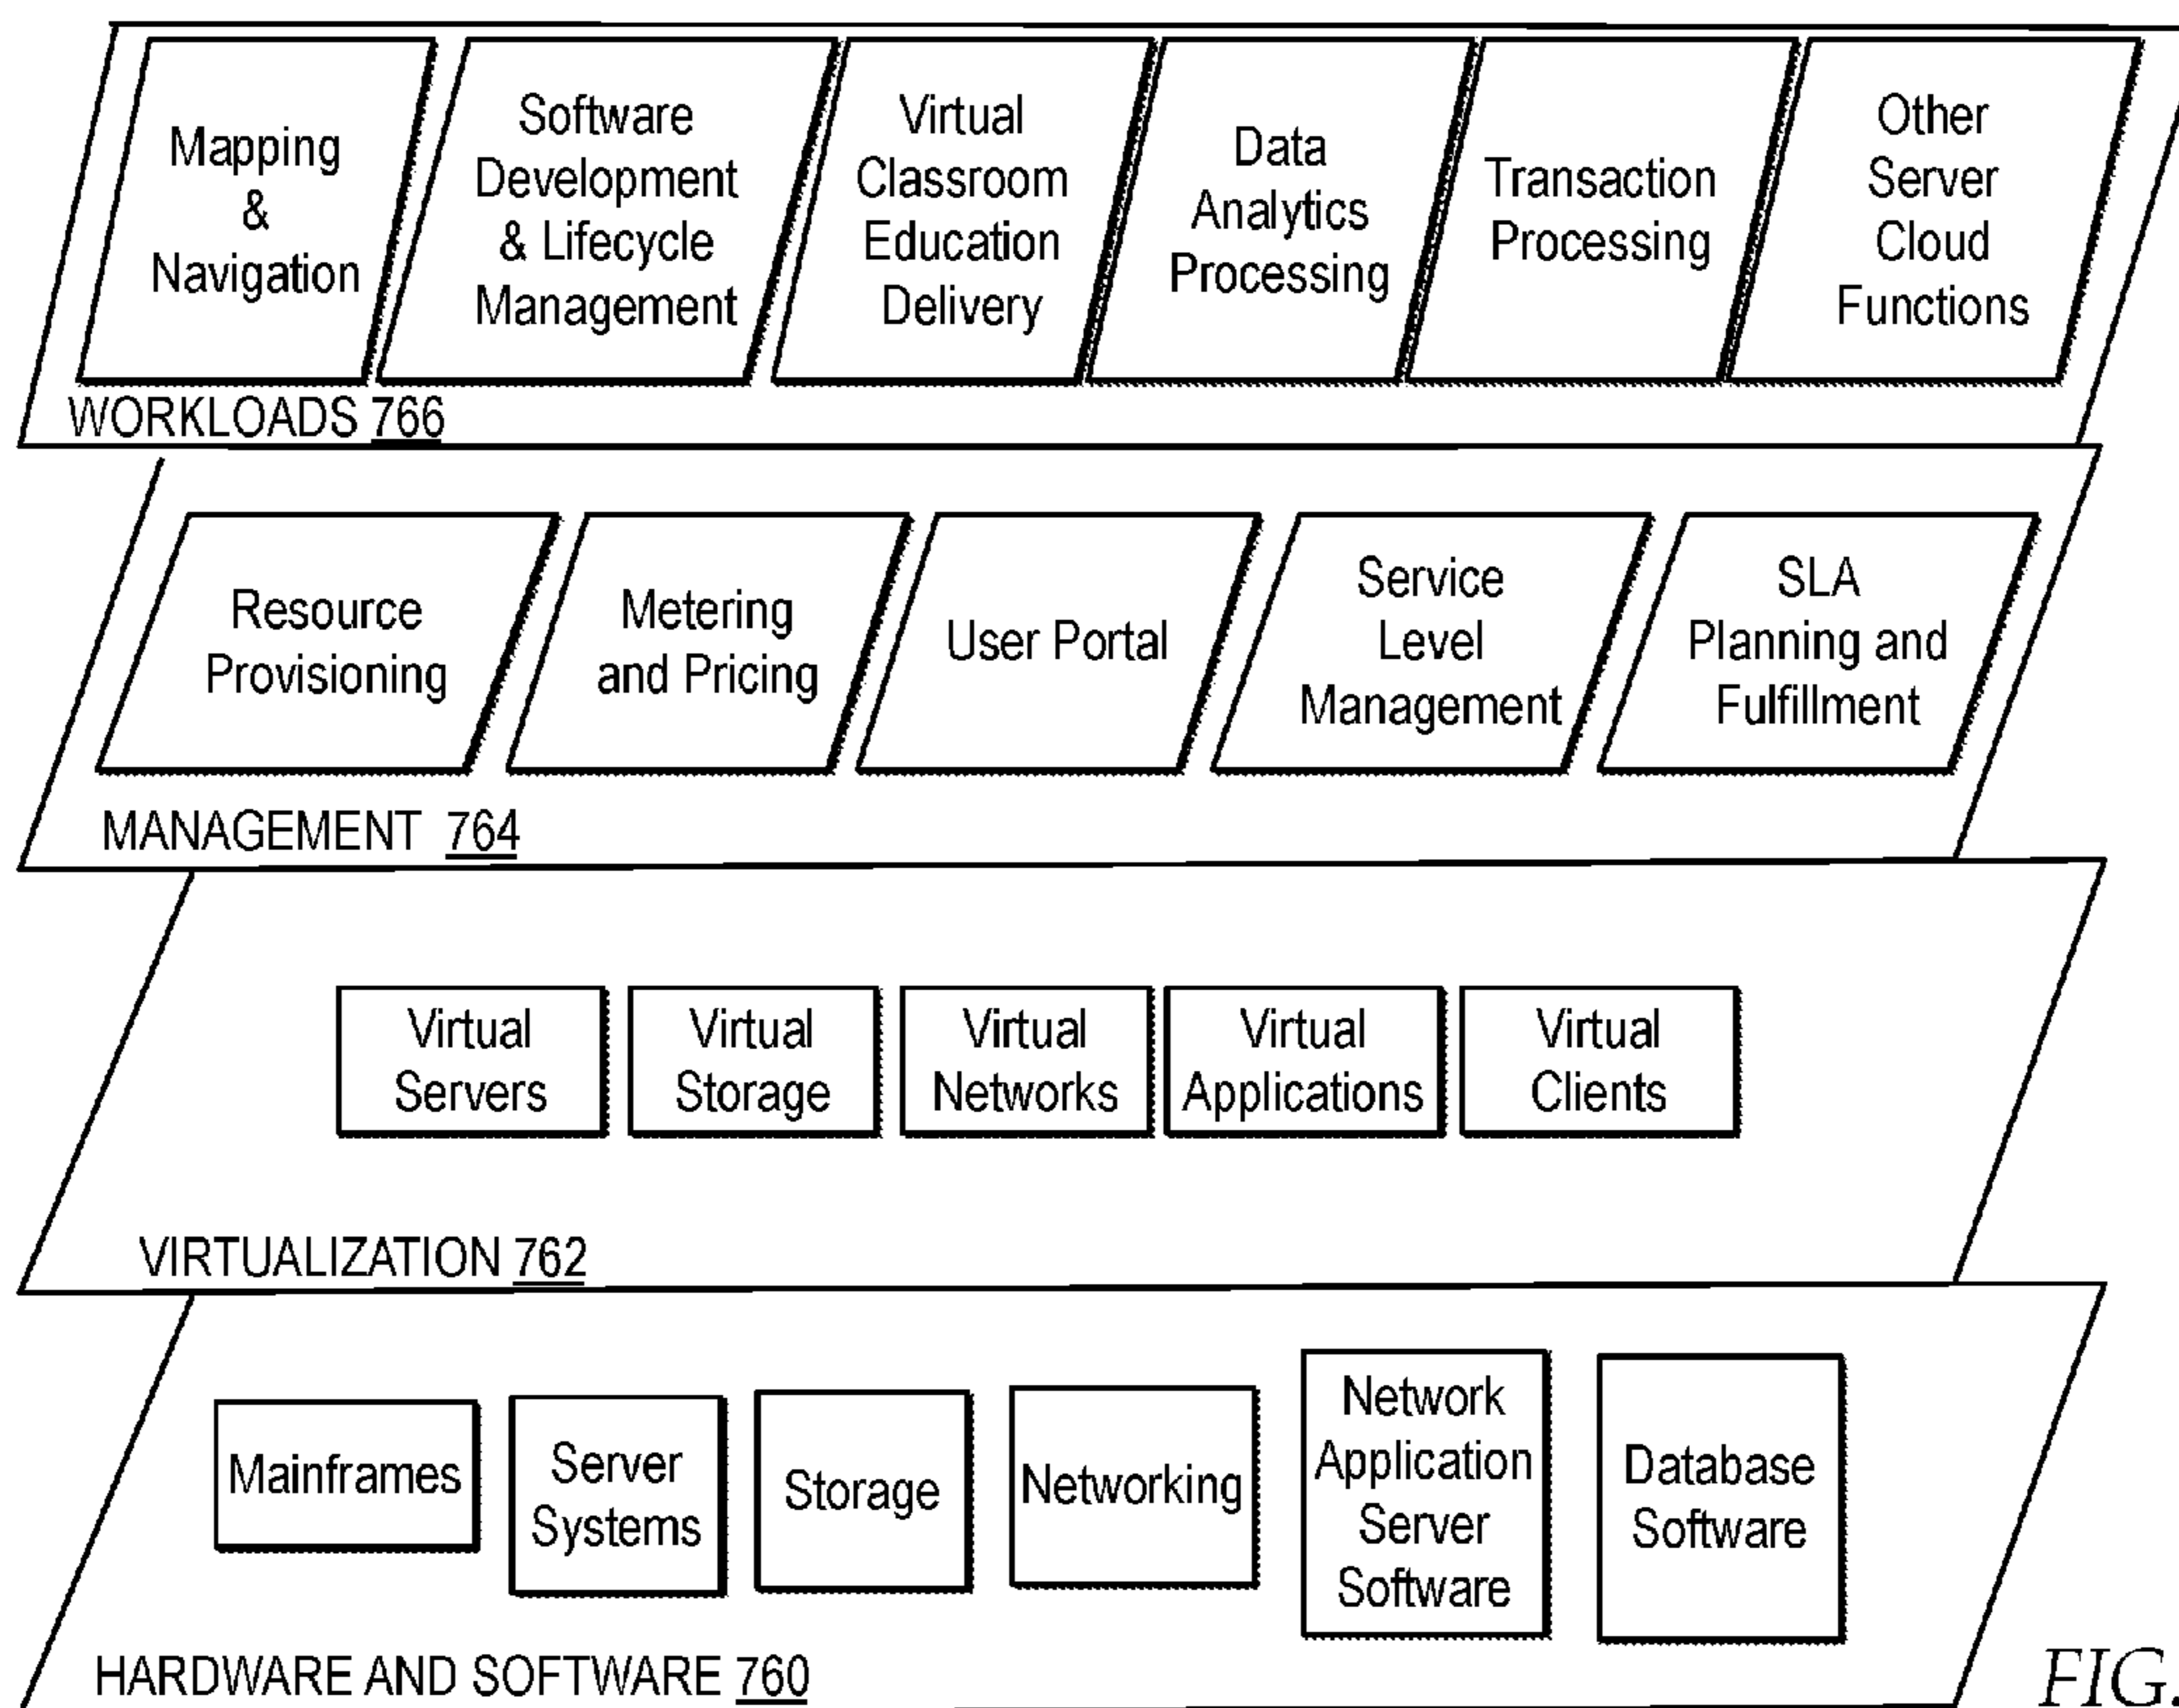 Mapping
&
Navigation
Software
Development
& Lifecycle
Management
Virtual
Classroom
Education
Delivery
Data
Analytics
Processing
Transaction
Processing
Other
Server
Cloud
Functions
WORKLOADS 766
Resource
Provisioning
Metering
and Pricing
User Portal
Service
Level
Management
SLA
Planning and
Fulfillment
MANAGEMENT 764
Virtual
Servers
Virtual
Storage
Virtual
Networks
Virtual
Applications
Virtual
Clients
VIRTUALIZATION 762
Mainframes
Server
Systems
Storage
Networking
Network
Application
Server
Software
Database
Software
HARDWARE AND SOFTWARE 760
FIG.